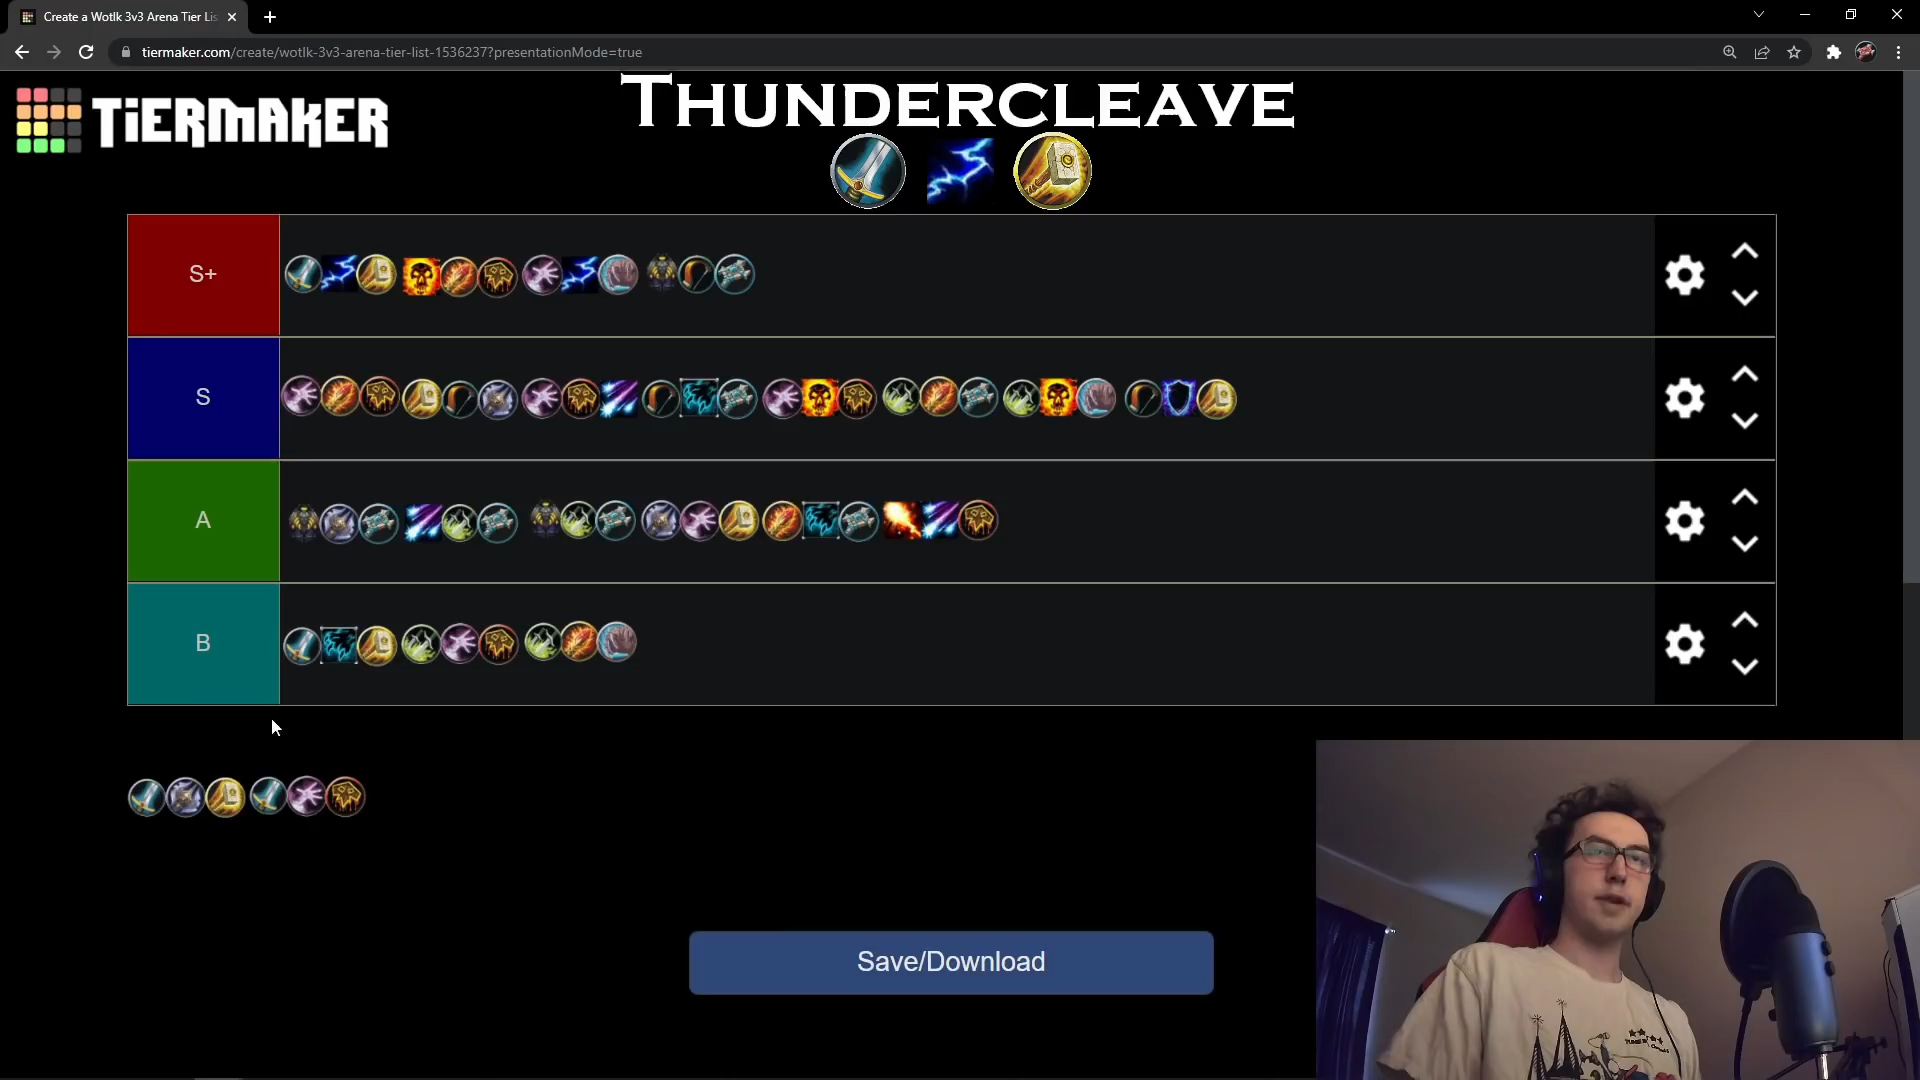 Create a Wotlk 3v3 Arena Tier Lis
tiermaker.com/create/wotlk-3v3-arena-tier-list-1536237?presentationMode=true
TiERMAKER
THUNDERCLEAVE
S+
S
A
B
Save/Download